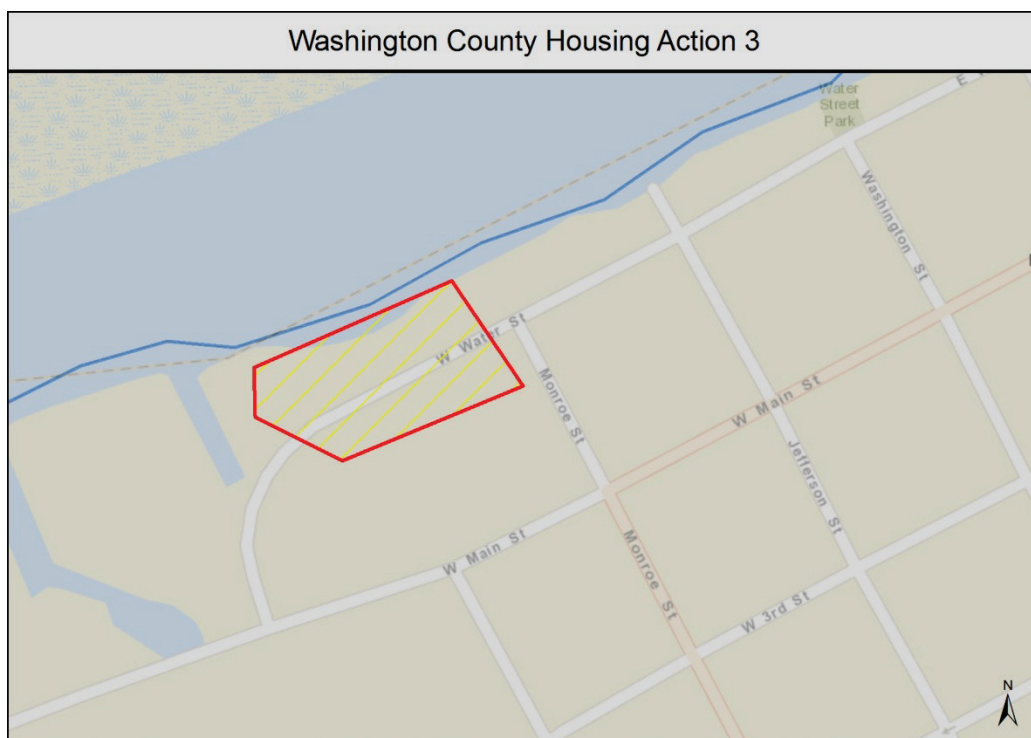 Washington County Housing Action 3
Water
Street
Park
Washington St
W Water St
Monroe St
W Main St
Jefferson St
W Main St
Monroe St
W 3rd St
N